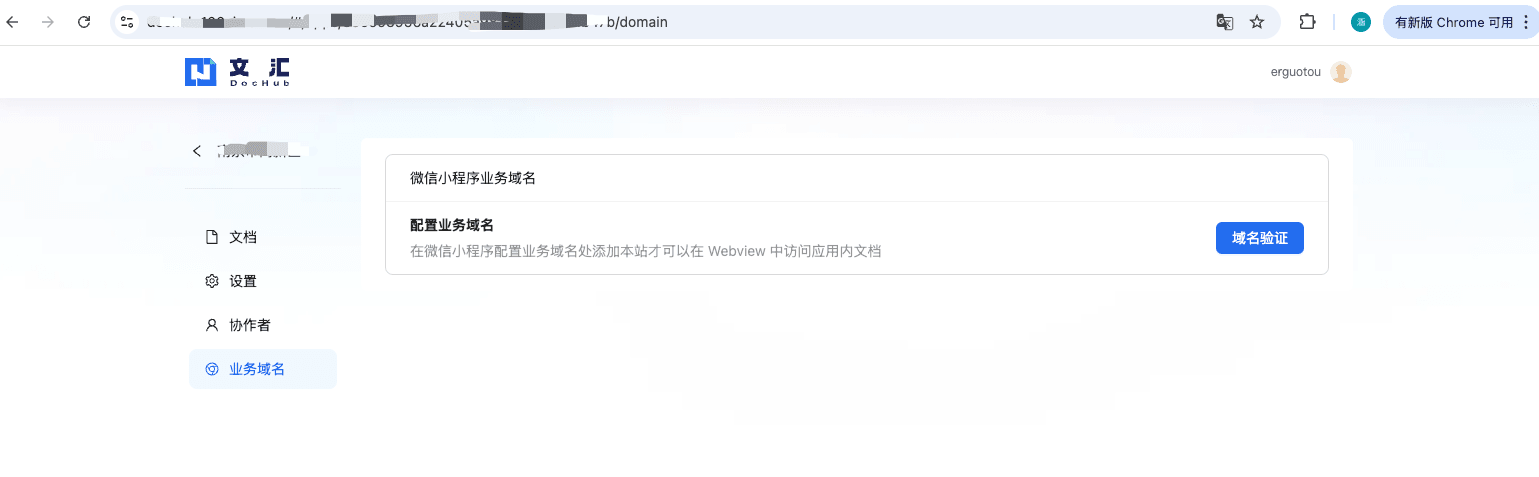 b/domain
有新版 Chrome 可用
文汇
DocHub
erguotou
微信小程序业务域名
配置业务域名
在微信小程序配置业务域名处添加本站才可以在 Webview 中访问应用内文档
域名验证
文档
设置
协作者
业务域名